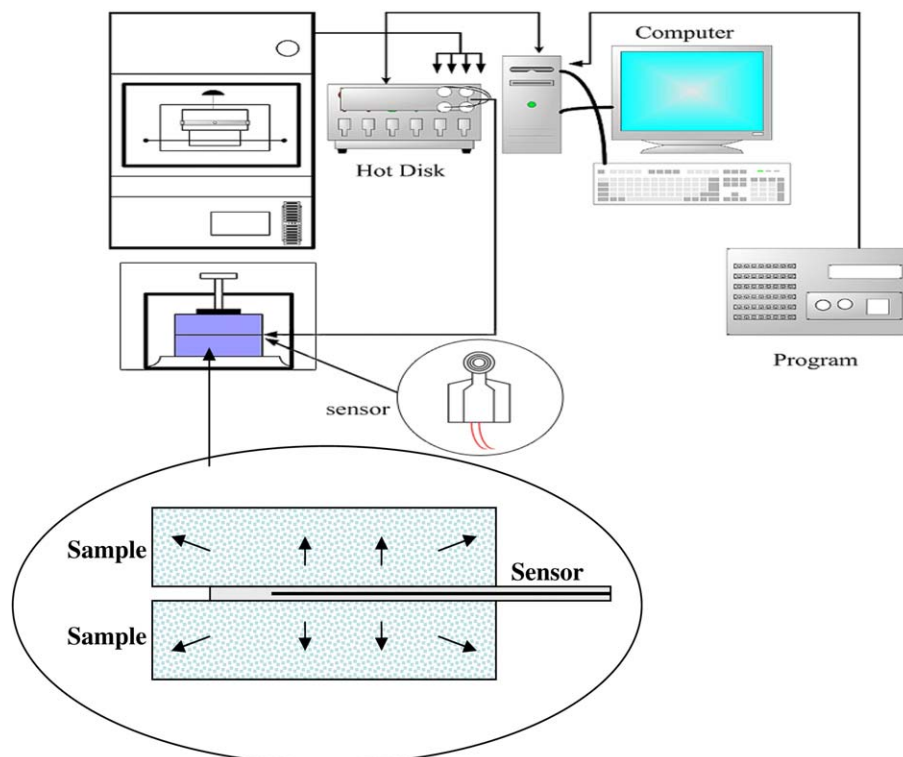 Computer
Hot Disk
Program
sensor
Sample
Sensor
Sample